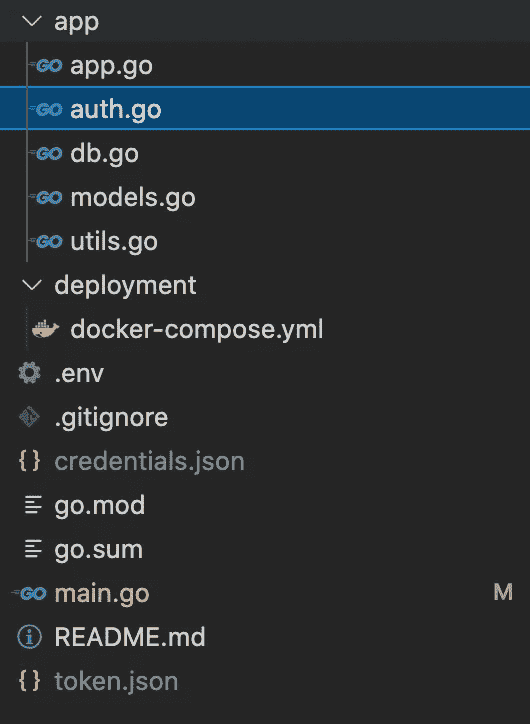 app
GO app.go
GO auth.go
GO db.go
GO models.go
GO utils.go
deployment
docker-compose.yml
.env
.gitignore
{} credentials.json
go.mod
go.sum
GO main.go M
README.md
{} token.json